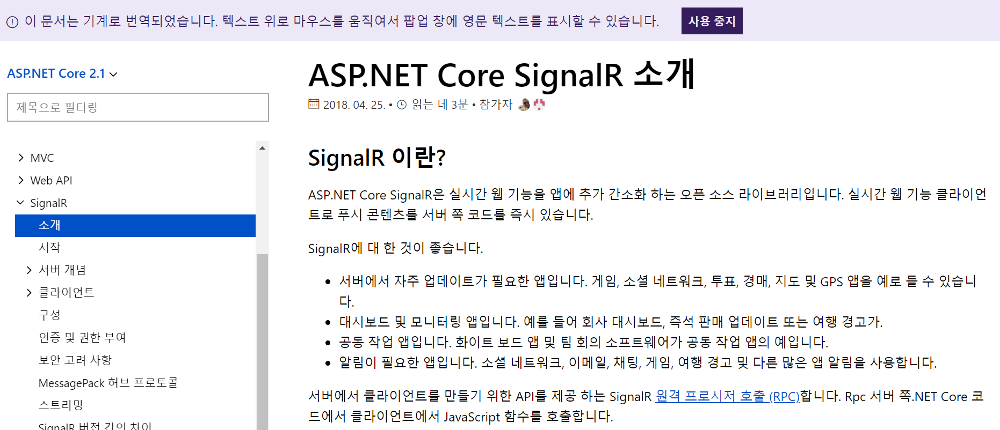 이 문서는 기계로 번역되었습니다. 텍스트 위로 마우스를 움직여서 팝업 창에 영문 텍스트를 표시할 수 있습니다.
사용 중지
ASP.NET Core 2.1
제목으로 필터링
MVC
Web API
SignalR
소개
시작
서버 개념
클라이언트
구성
인증 및 권한 부여
보안 고려 사항
MessagePack 허브 프로토콜
스트리밍
SignalR 버전 간의 차이
ASP.NET Core SignalR 소개
2018. 04. 25. • 읽는 데 3분 • 참가자
SignalR 이란?
ASP.NET Core SignalR은 실시간 웹 기능을 앱에 추가 간소화 하는 오픈 소스 라이브러리입니다. 실시간 웹 기능 클라이언
트로 푸시 콘텐츠를 서버 쪽 코드를 즉시 있습니다.
SignalR에 대 한 것이 좋습니다.
• 서버에서 자주 업데이트가 필요한 앱입니다. 게임, 소셜 네트워크, 투표, 경매, 지도 및 GPS 앱을 예로 들 수 있습니
다.
• 대시보드 및 모니터링 앱입니다. 예를 들어 회사 대시보드, 즉석 판매 업데이트 또는 여행 경고가.
• 공동 작업 앱입니다. 화이트 보드 앱 및 팀 회의 소프트웨어가 공동 작업 앱의 예입니다.
• 알림이 필요한 앱입니다. 소셜 네트워크, 이메일, 채팅, 게임, 여행 경고 및 다른 많은 앱 알림을 사용합니다.
서버에서 클라이언트를 만들기 위한 API를 제공 하는 SignalR 원격 프로시저 호출 (RPC)합니다. Rpc 서버 쪽.NET Core 코
드에서 클라이언트에서 JavaScript 함수를 호출합니다.